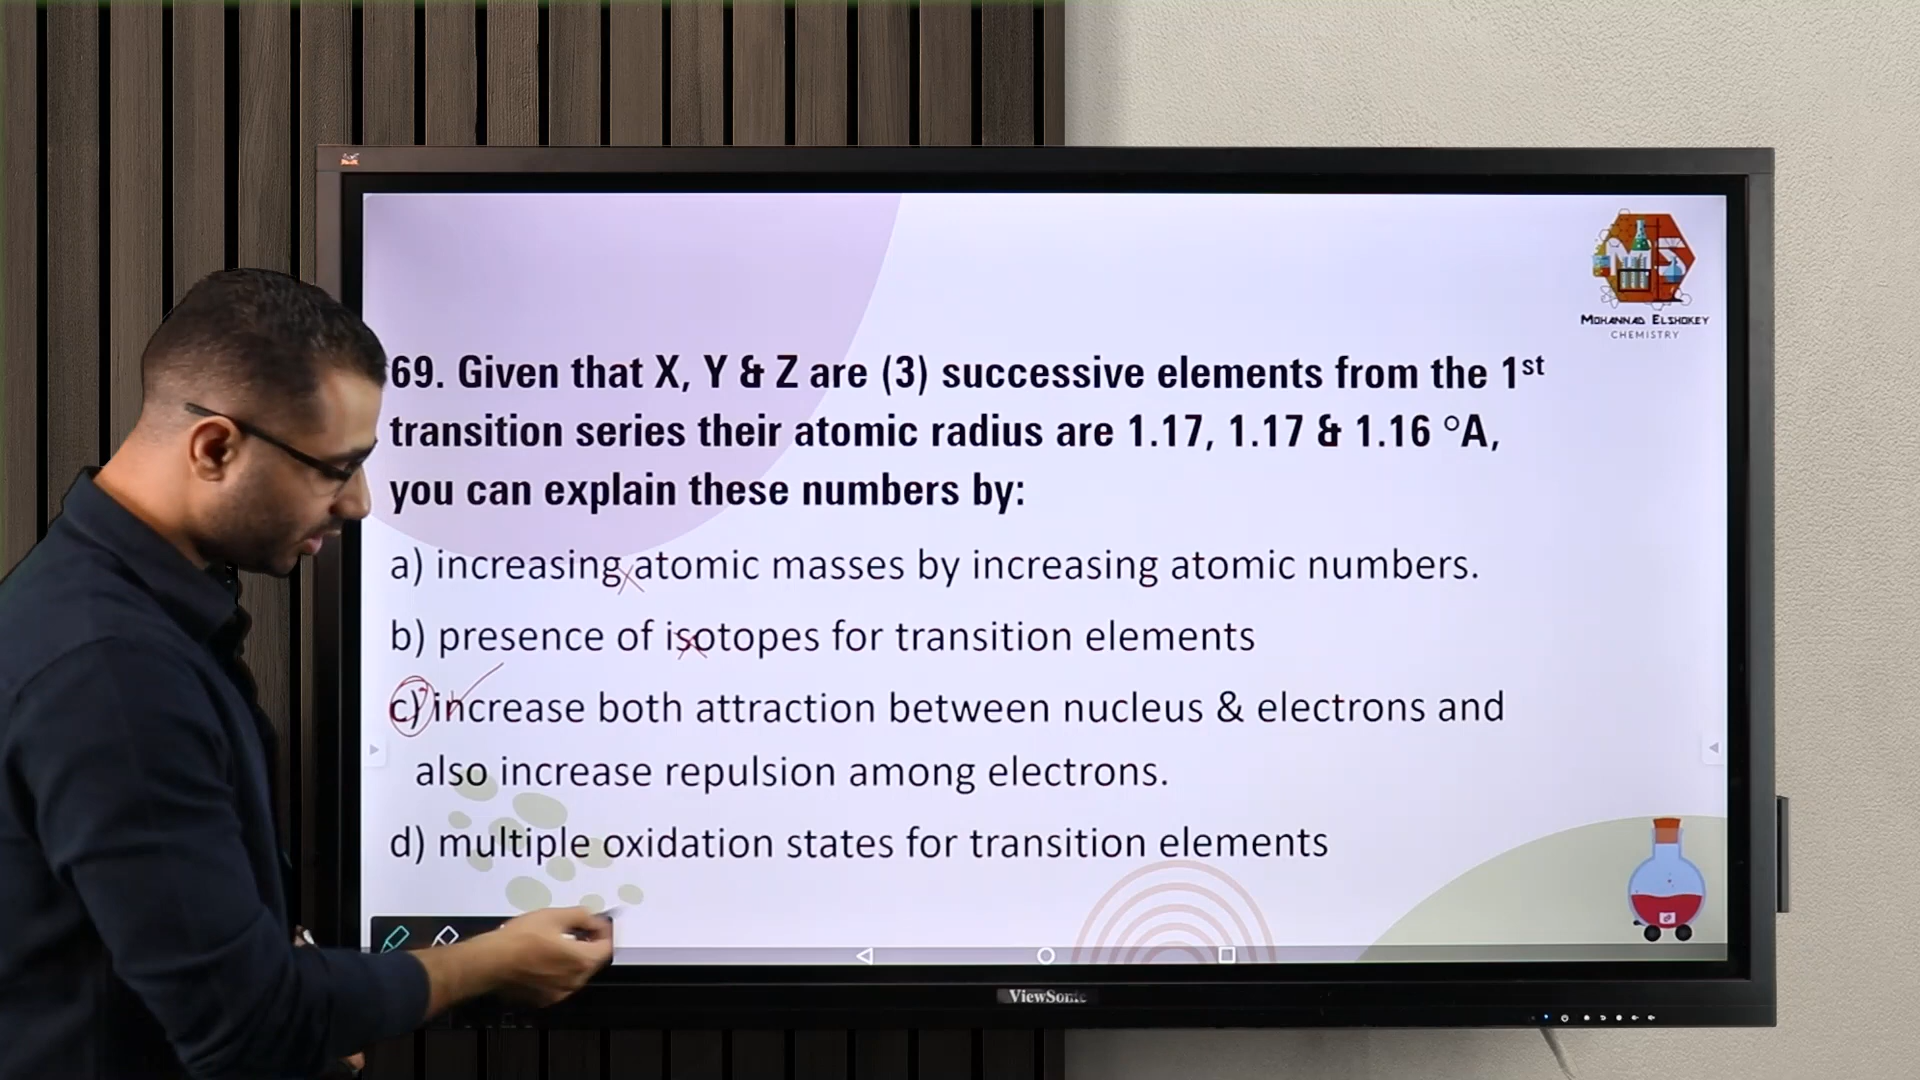 MOHANNAD ELSHOKEY
CHEMISTRY
69. Given that X, Y & Z are (3) successive elements from the 1st
transition series their atomic radius are 1.17, 1.17 & 1.16 °A,
you can explain these numbers by:
a) increasing atomic masses by increasing atomic numbers.
b) presence of isotopes for transition elements
c) increase both attraction between nucleus & electrons and
also increase repulsion among electrons.
d) multiple oxidation states for transition elements
ViewSonic